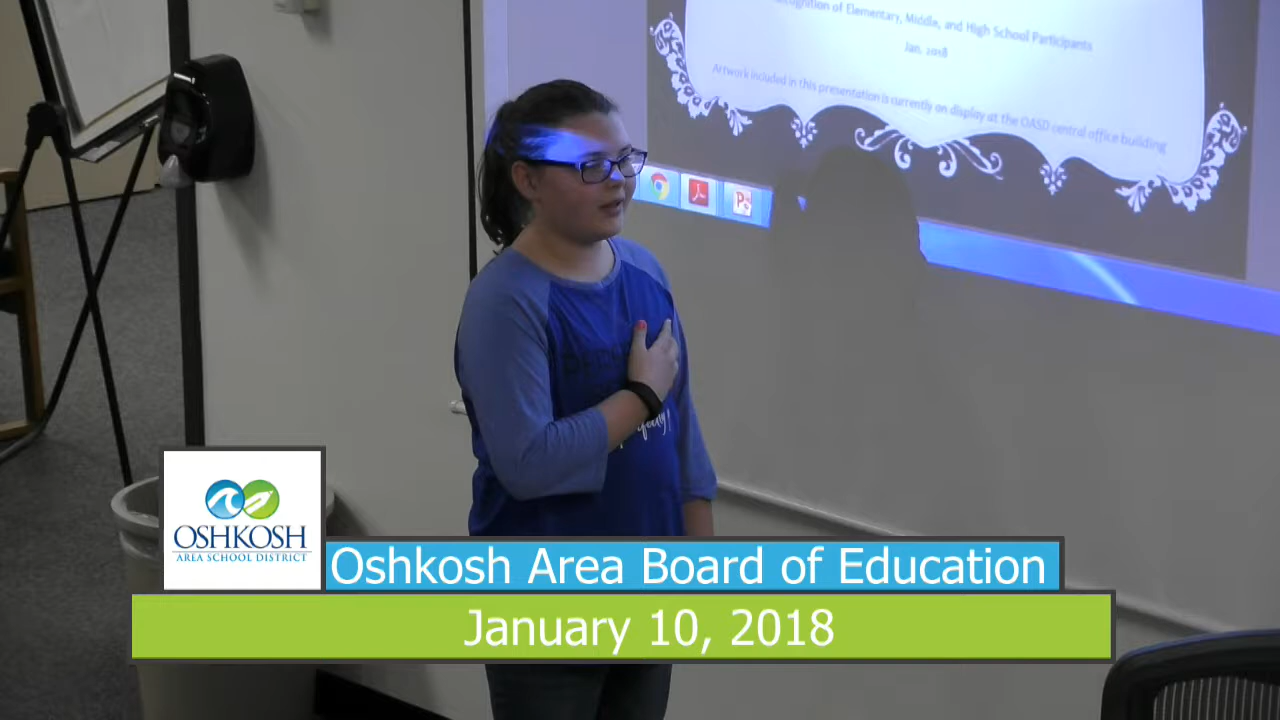 of Elementary, Middle, and High School Participants
Jan. 2018
Artwork included in this presentation is currently on display at the OASD central office building
OSHKOSH
AREA SCHOOL DISTRICT
Oshkosh Area Board of Education
January 10, 2018